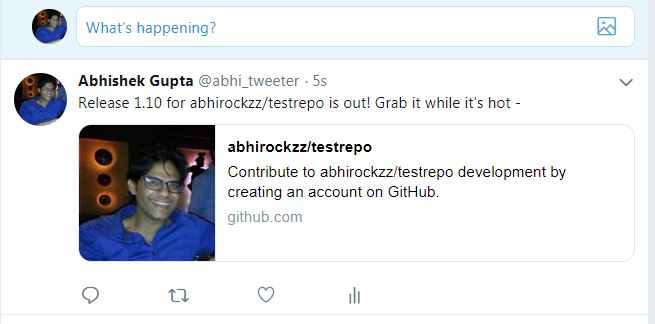 What's happening?
Abhishek Gupta @abhi_tweeter · 5s
Release 1.10 for abhirockzz/testrepo is out! Grab it while it's hot -
abhirockzz/testrepo
Contribute to abhirockzz/testrepo development by
creating an account on GitHub.
github.com